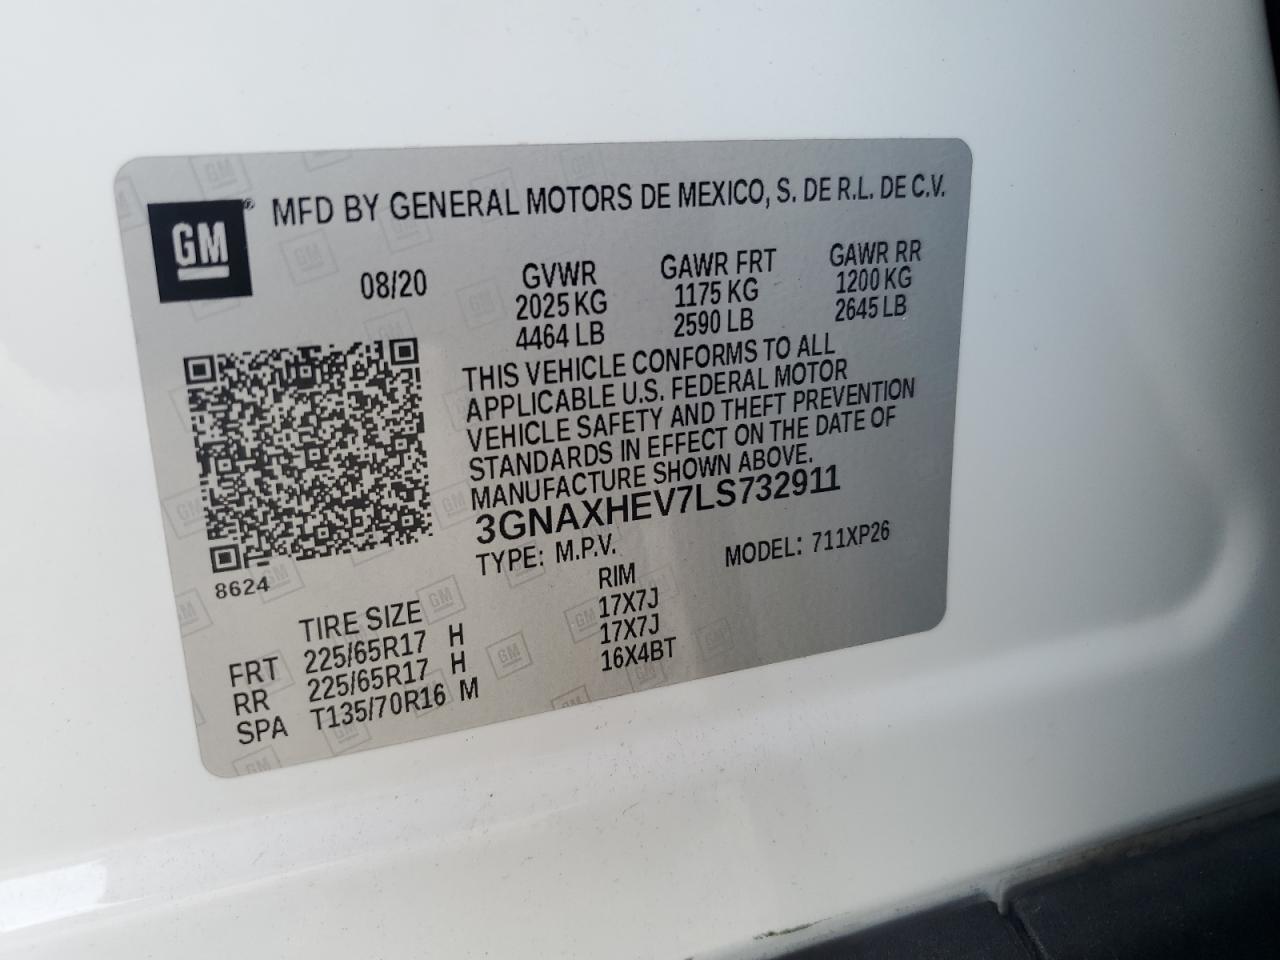 GM® MFD BY GENERAL MOTORS DE MEXICO, S. DE R.L. DE C.V.
08/20 GVWR GAWR FRT GAWR RR
2025 KG 1175 KG 1200 KG
4464 LB 2590 LB 2645 LB
THIS VEHICLE CONFORMS TO ALL
APPLICABLE U.S. FEDERAL MOTOR
VEHICLE SAFETY AND THEFT PREVENTION
STANDARDS IN EFFECT ON THE DATE OF
MANUFACTURE SHOWN ABOVE.
3GNAXHEV7LS732911
TYPE: M.P.V. MODEL: 711XP26
8624
TIRE SIZE RIM
FRT 225/65R17 H 17X7J
RR 225/65R17 H 17X7J
SPA T135/70R16 M 16X4BT